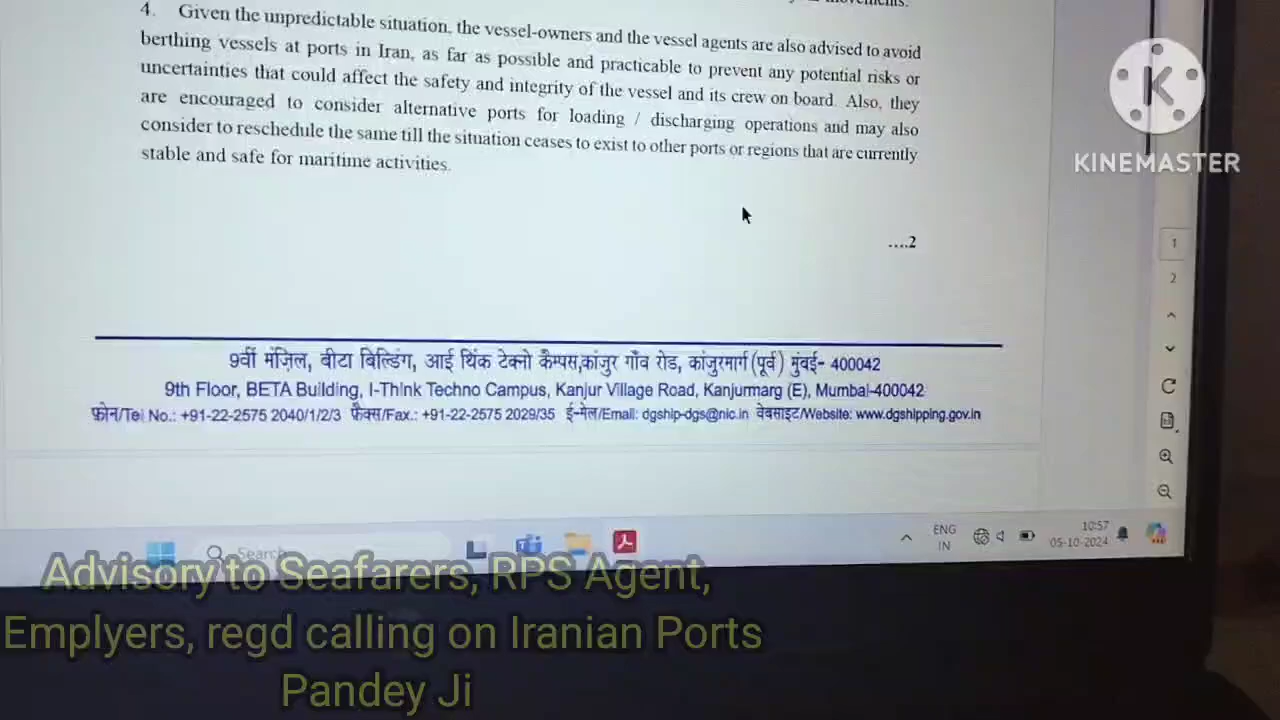 movements.
4. Given the unpredictable situation, the vessel-owners and the vessel agents are also advised to avoid
berthing vessels at ports in Iran, as far as possible and practicable to prevent any potential risks or
uncertainties that could affect the safety and integrity of the vessel and its crew on board. Also, they
are encouraged to consider alternative ports for loading / discharging operations and may also
consider to reschedule the same till the situation ceases to exist to other ports or regions that are currently
stable and safe for maritime activities.
K
KINEMASTER
....2
1
2
9वीं मंज़िल, बीटा बिल्डिंग, आई थिंक टेक्नो कैम्पस,कांजुर गाँव रोड, कांजुरमार्ग (पूर्व) मुंबई- 400042
9th Floor, BETA Building, I-Think Techno Campus, Kanjur Village Road, Kanjurmarg (E), Mumbai-400042
फ़ोन/Tel No.: +91-22-2575 2040/1/2/3 फैक्स/Fax.: +91-22-2575 2029/35 ई-मेल/Email: dgship-dgs@nic.in वेबसाइट/Website: www.dgshipping.gov.in
Search
ENG
IN
10:57
05-10-2024
Advisory to Seafarers, RPS Agent,
Emplyers, regd calling on Iranian Ports
Pandey Ji